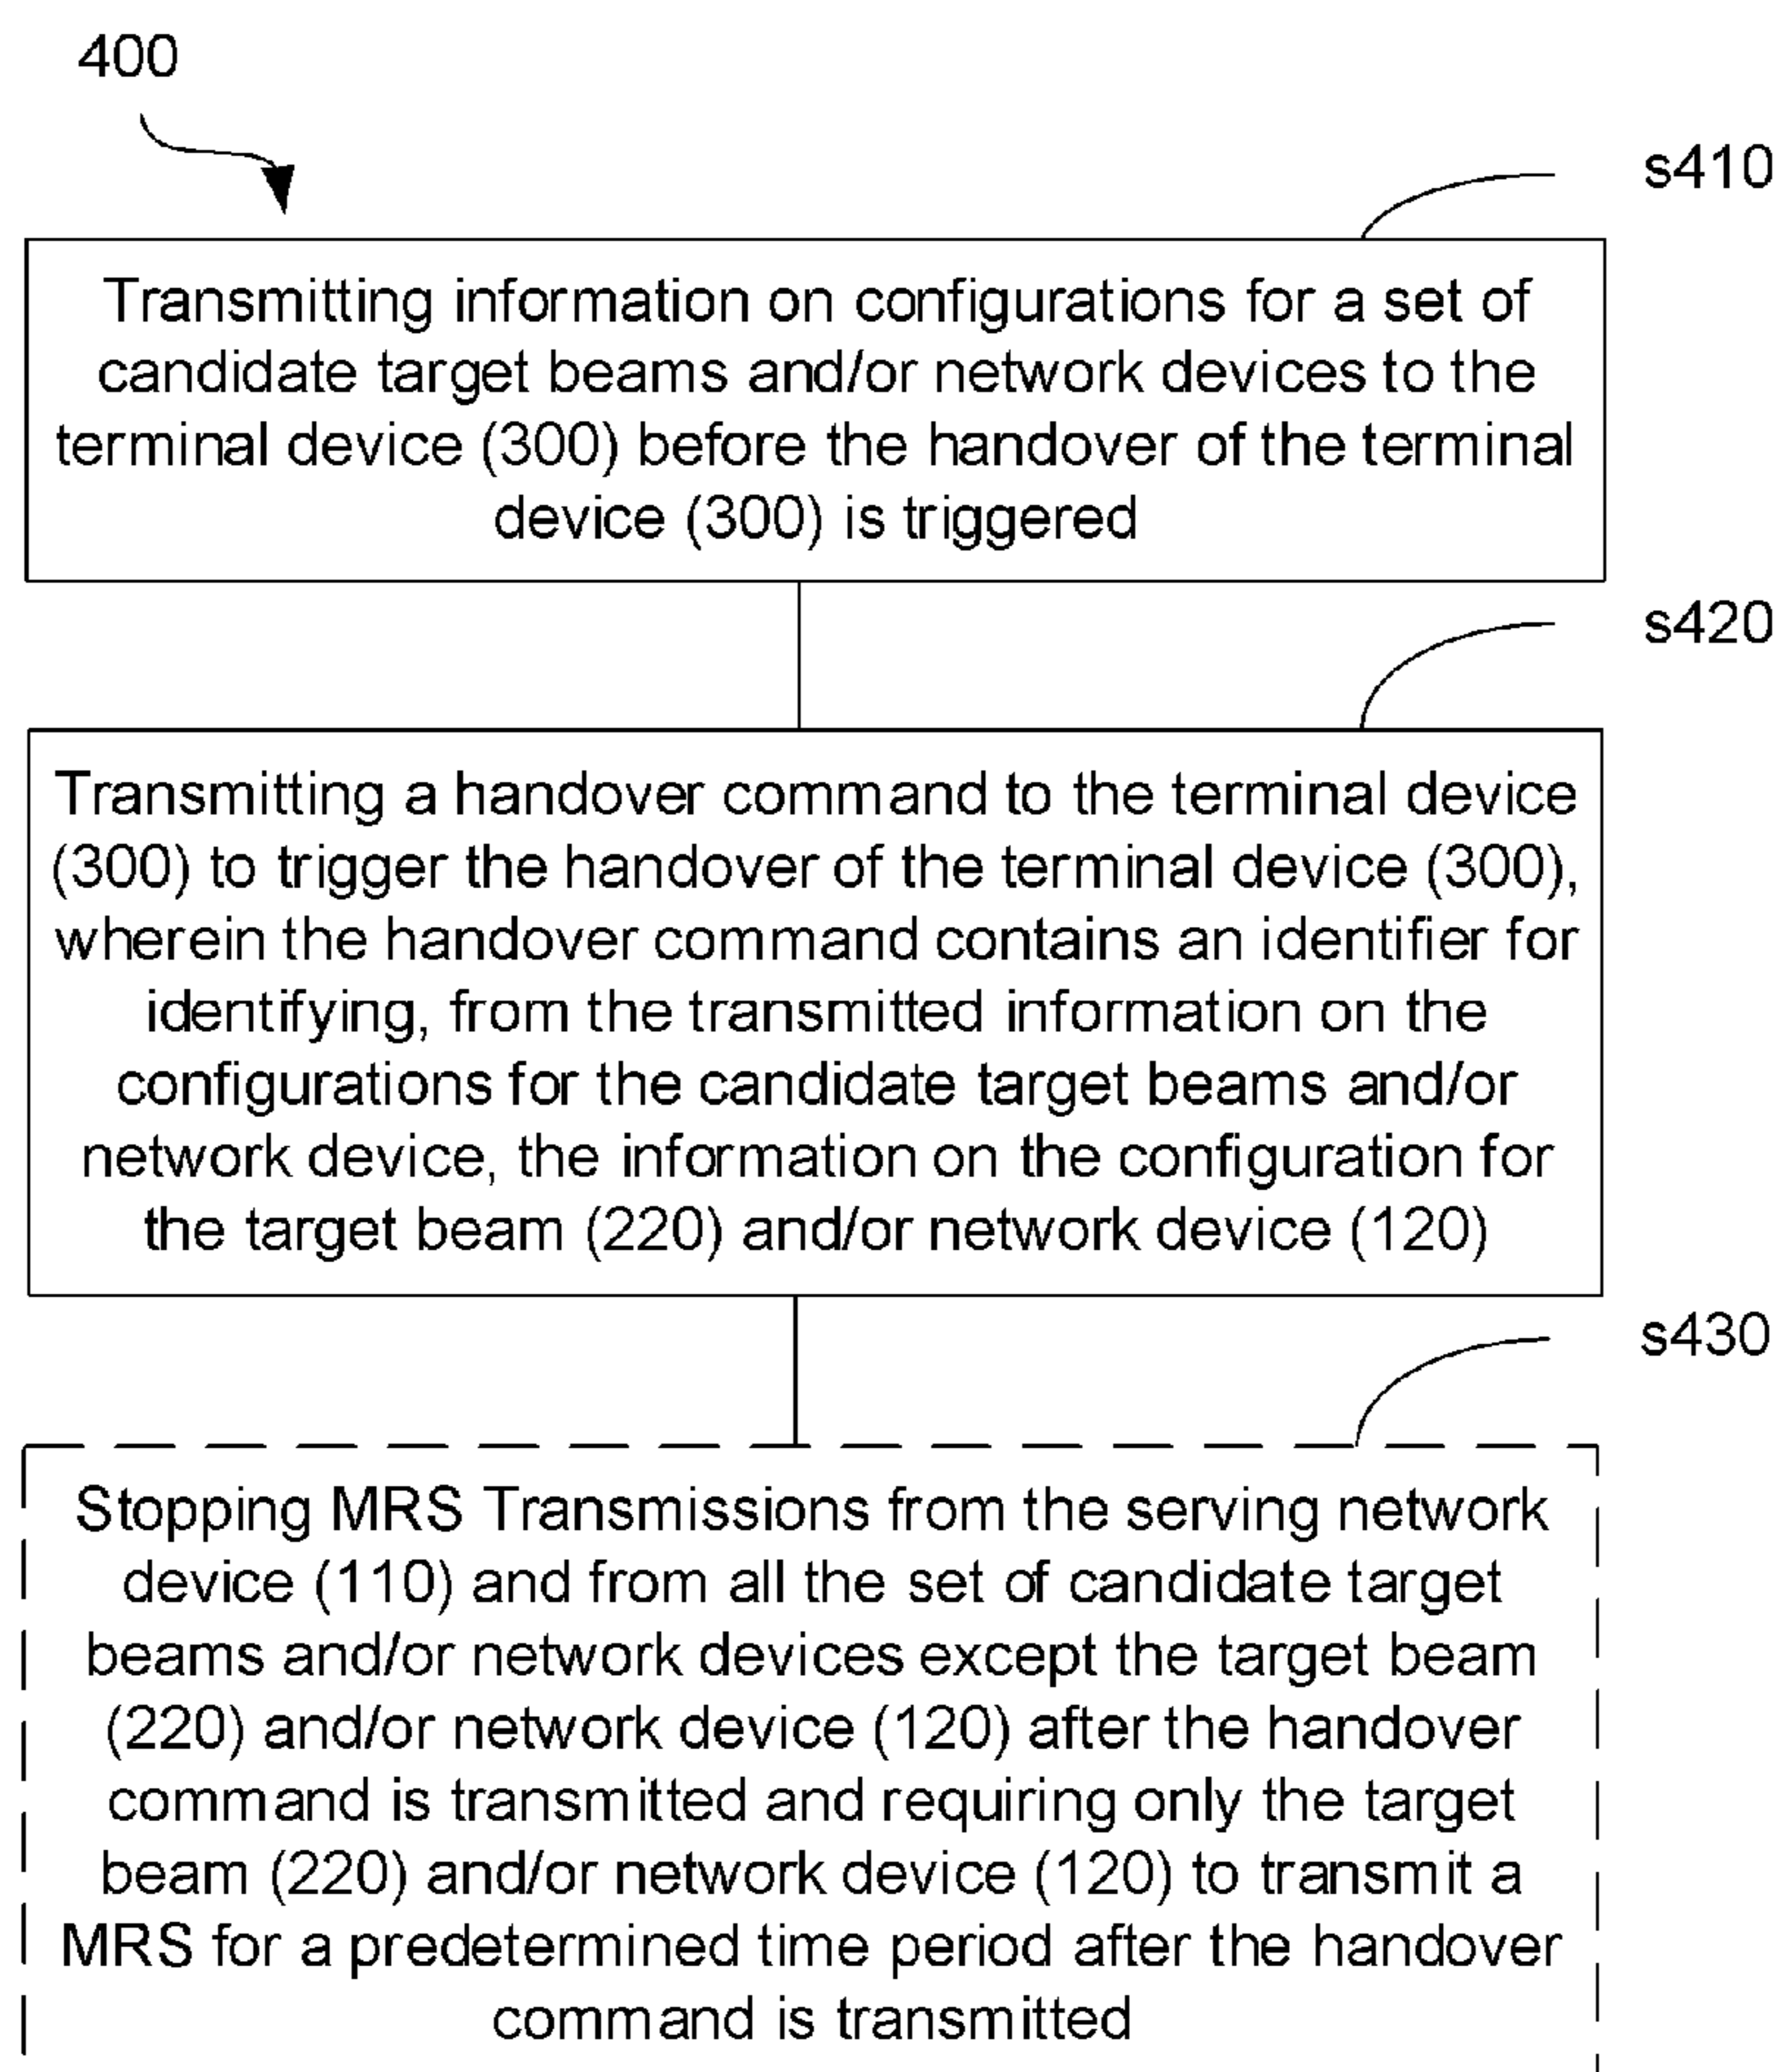 400
s410
Transmitting information on configurations for a set of
candidate target beams and/or network devices to the
terminal device (300) before the handover of the terminal
device (300) is triggered
s420
Transmitting a handover command to the terminal device
(300) to trigger the handover of the terminal device (300),
wherein the handover command contains an identifier for
identifying, from the transmitted information on the
configurations for the candidate target beams and/or
network device, the information on the configuration for
the target beam (220) and/or network device (120)
s430
Stopping MRS Transmissions from the serving network
device (110) and from all the set of candidate target
beams and/or network devices except the target beam
(220) and/or network device (120) after the handover
command is transmitted and requiring only the target
beam (220) and/or network device (120) to transmit a
MRS for a predetermined time period after the handover
command is transmitted